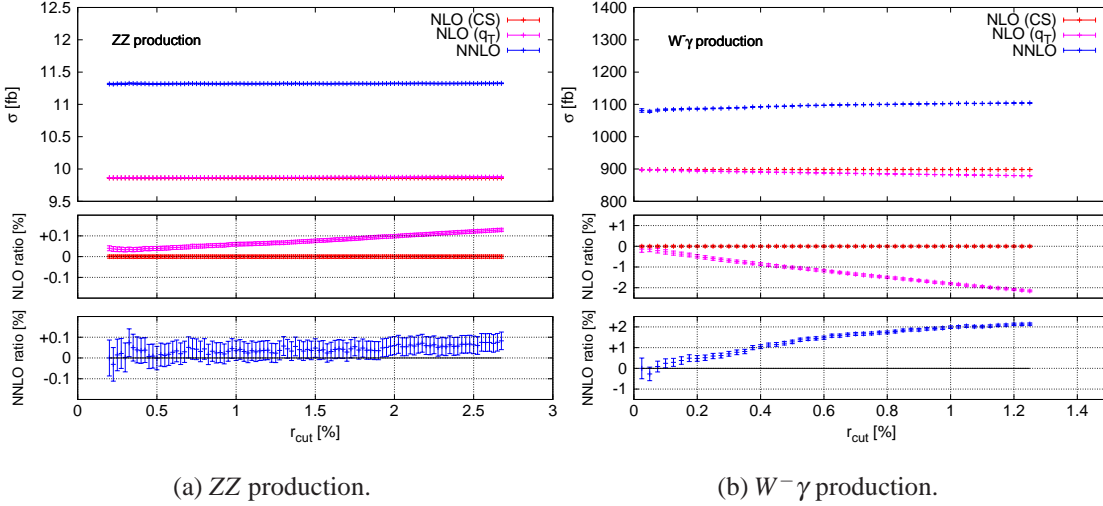 12.5
12
11.5
11
10.5
10
9.5
σ [fb]
ZZ production
NLO (CS)
NLO (qT)
NNLO
+0.1
0
-0.1
NLO ratio [%]
+0.1
0
-0.1
NNLO ratio [%]
0 0.5 1 1.5 2 2.5 3
rcut [%]
(a) ZZ production.
1400
1300
1200
1100
1000
900
800
σ [fb]
W-γ production
NLO (CS)
NLO (qT)
NNLO
+1
0
-1
-2
NLO ratio [%]
+2
+1
0
-1
NNLO ratio [%]
0 0.2 0.4 0.6 0.8 1 1.2 1.4
rcut [%]
(b) W−γ production.